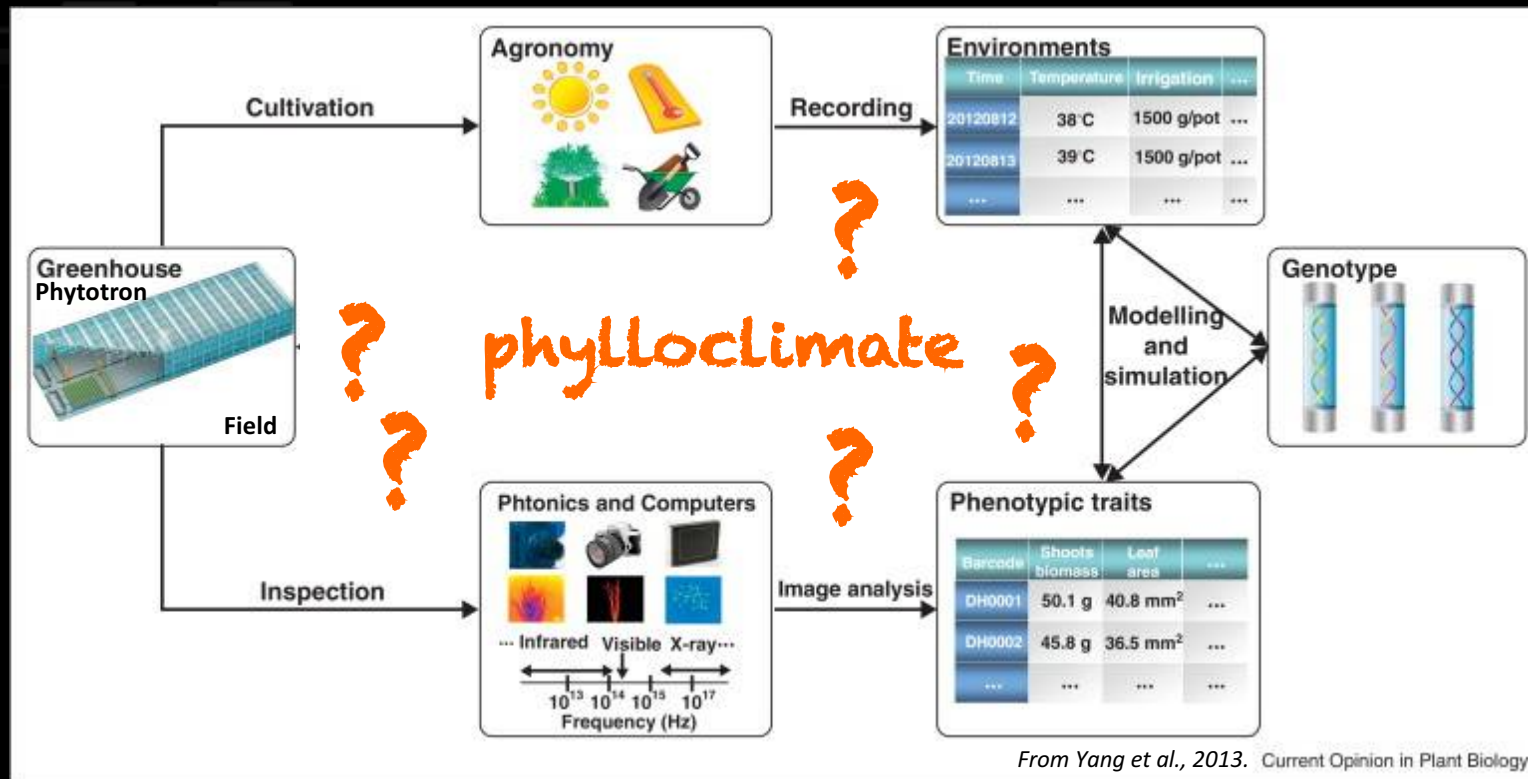 Agronomy
Cultivation
Recording
Environments
Time Temperature Irrigation ...
20120812 38°C 1500 g/pot ...
20120813 39°C 1500 g/pot ...
... ... ... ...
Greenhouse
Phytotron
Field
?
?
?
?
?
phylloclimate
Modelling
and
simulation
Genotype
Inspection
Phtonics and Computers
... Infrared Visible X-ray...
10¹³ 10¹⁴ 10¹⁵ 10¹⁷
Frequency (Hz)
Image analysis
Phenotypic traits
Barcode Shoots biomass Leaf area ...
DH0001 50.1 g 40.8 mm² ...
DH0002 45.8 g 36.5 mm² ...
... ... ... ...
From Yang et al., 2013. Current Opinion in Plant Biology